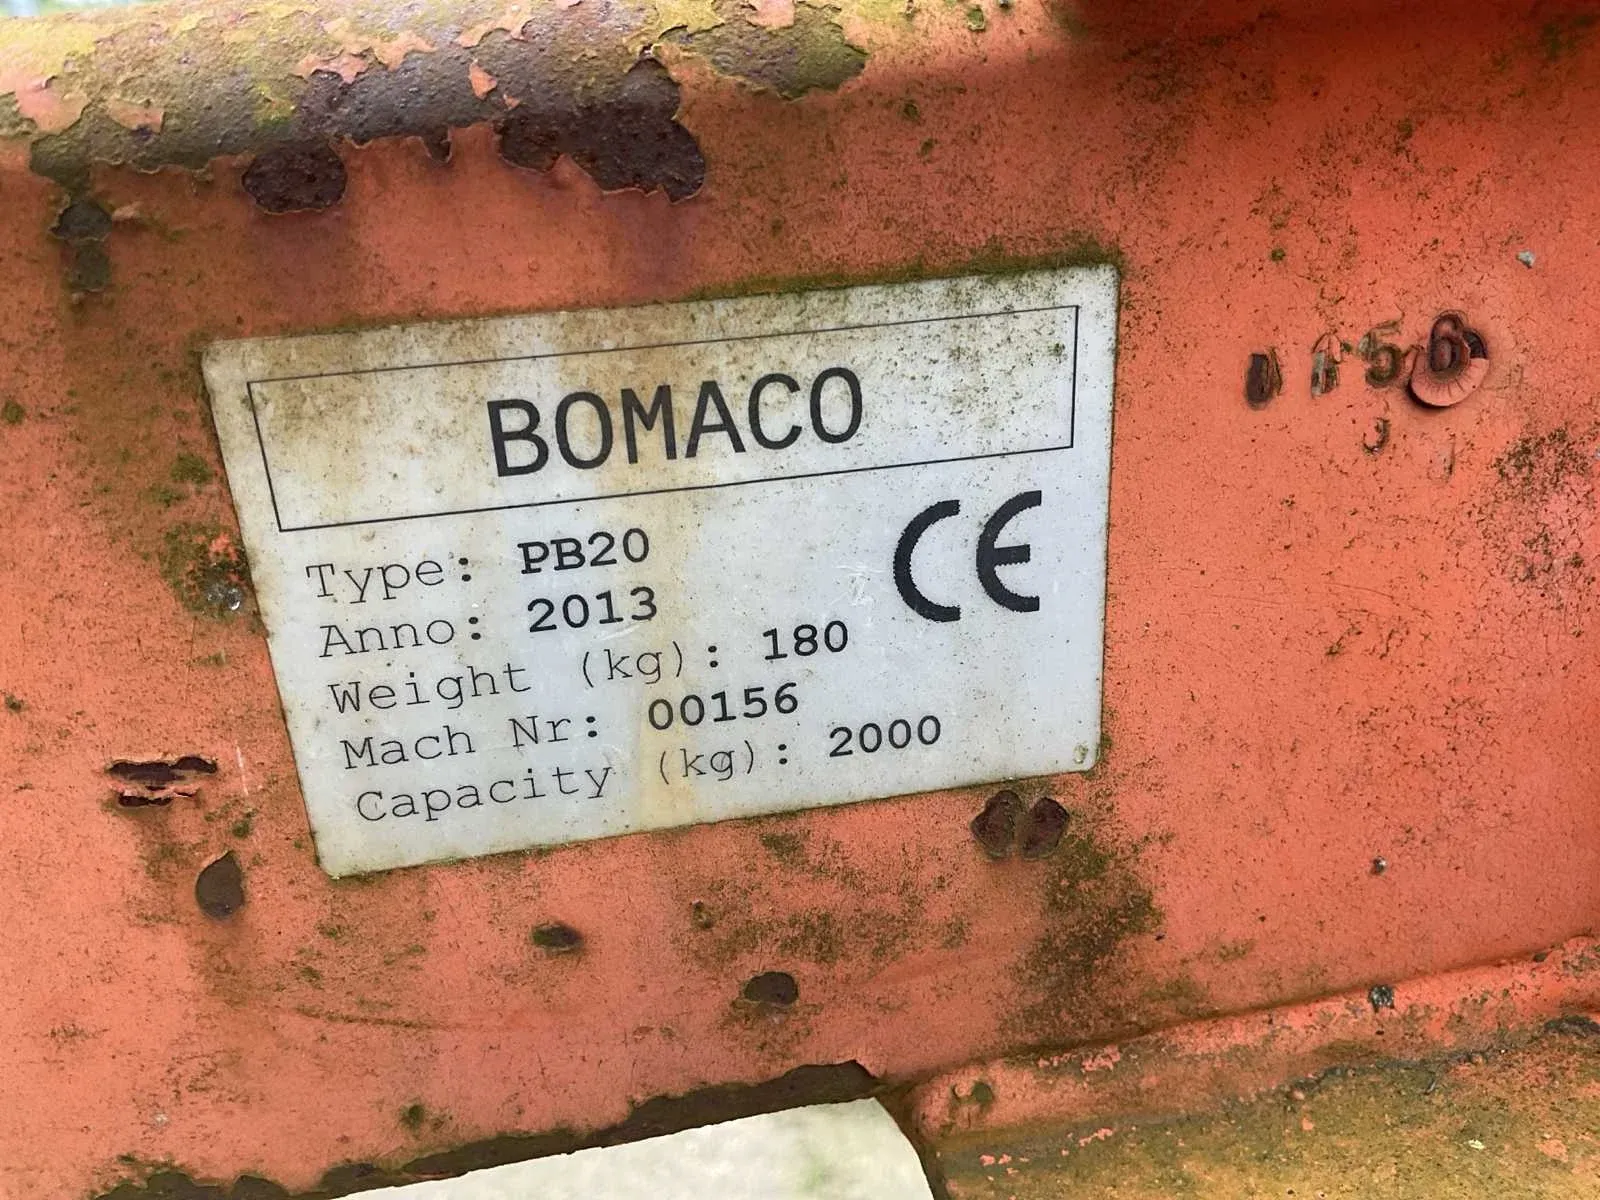 BOMACO
CE
Type: PB20
Anno: 2013
Weight (kg): 180
Mach Nr: 00156
Capacity (kg): 2000